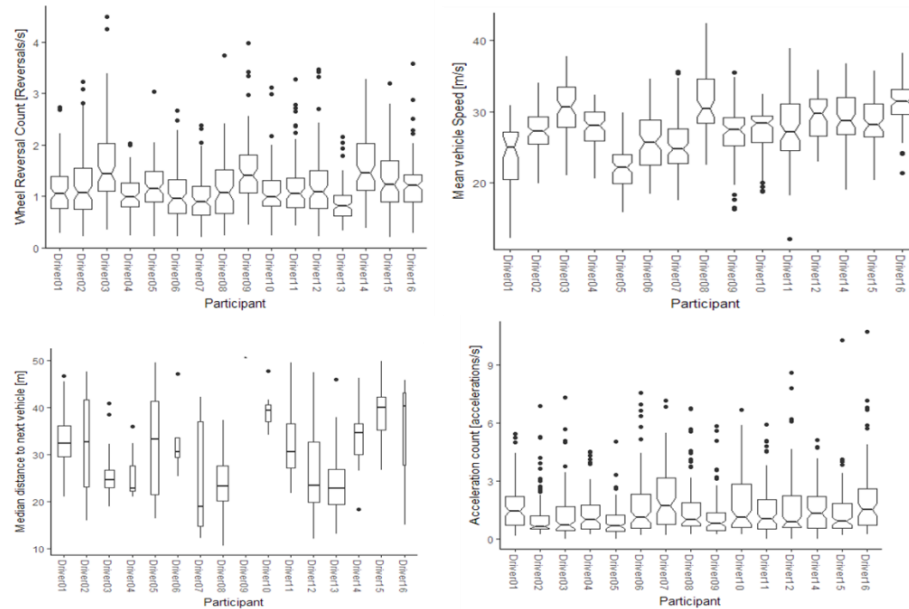 Wheel Reversal Count [Reversals/s]
4
3
2
1
0
Driver01
Driver02
Driver03
Driver04
Driver05
Driver06
Driver07
Driver08
Driver09
Driver10
Driver11
Driver12
Driver13
Driver14
Driver15
Driver16
Participant
Mean vehicle Speed [m/s]
40
30
20
Driver01
Driver02
Driver03
Driver04
Driver05
Driver06
Driver07
Driver08
Driver09
Driver10
Driver11
Driver12
Driver14
Driver15
Driver16
Participant
Median distance to next vehicle [m]
50
40
30
20
10
Driver01
Driver02
Driver03
Driver04
Driver05
Driver06
Driver07
Driver08
Driver09
Driver10
Driver11
Driver12
Driver13
Driver14
Driver15
Driver16
Participant
Acceleration count [accelerations/s]
9
6
3
0
Driver01
Driver02
Driver03
Driver04
Driver05
Driver06
Driver07
Driver08
Driver09
Driver10
Driver11
Driver12
Driver14
Driver15
Driver16
Participant